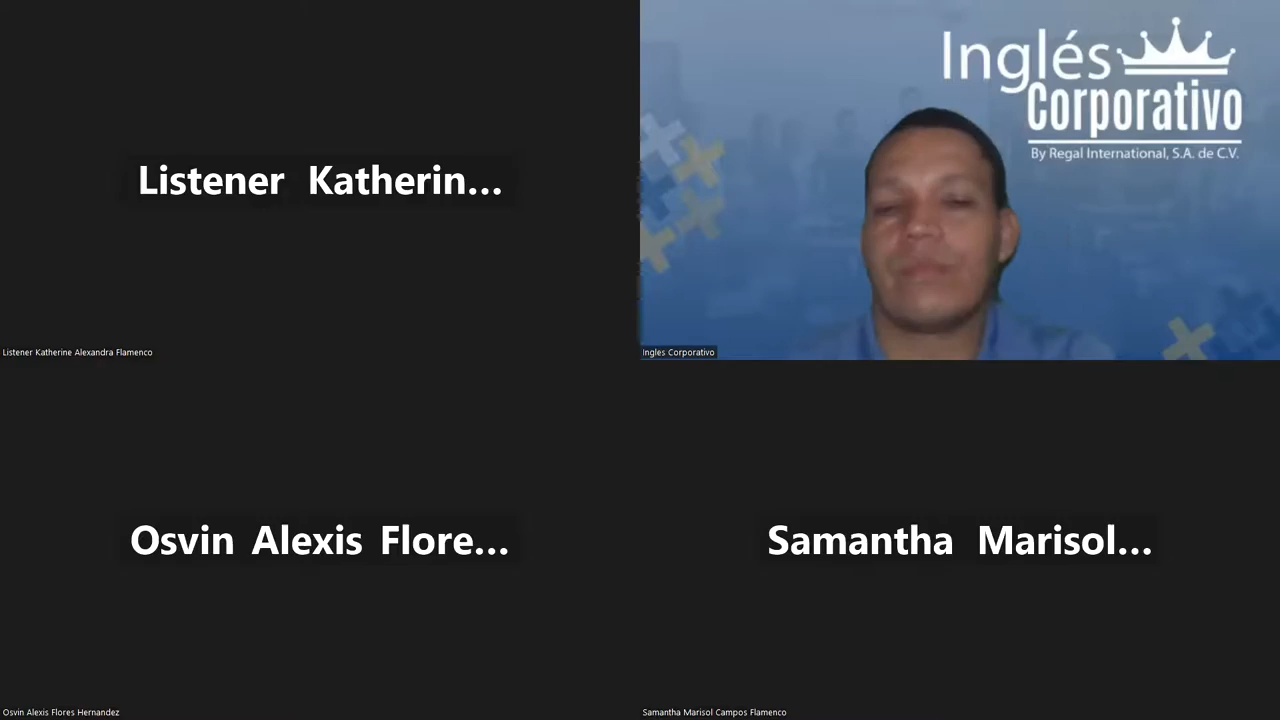 Listener Katherin...
Listener Katherine Alexandra Flamenco
Inglés
Corporativo
By Regal International, S.A. de C.V.
Ingles Corporativo
Osvin Alexis Flore...
Osvin Alexis Flores Hernandez
Samantha Marisol...
Samantha Marisol Campos Flamenco